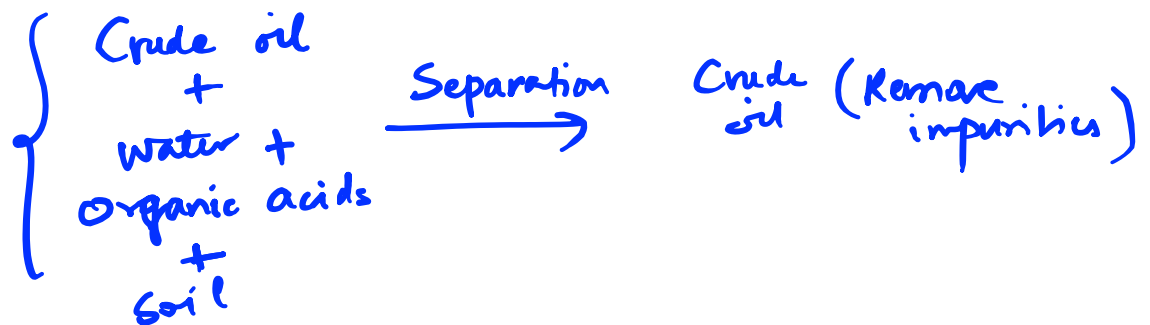 Crude oil
+
water +
organic acids
+
Soil
Separation
Crude oil (Remove impurities)